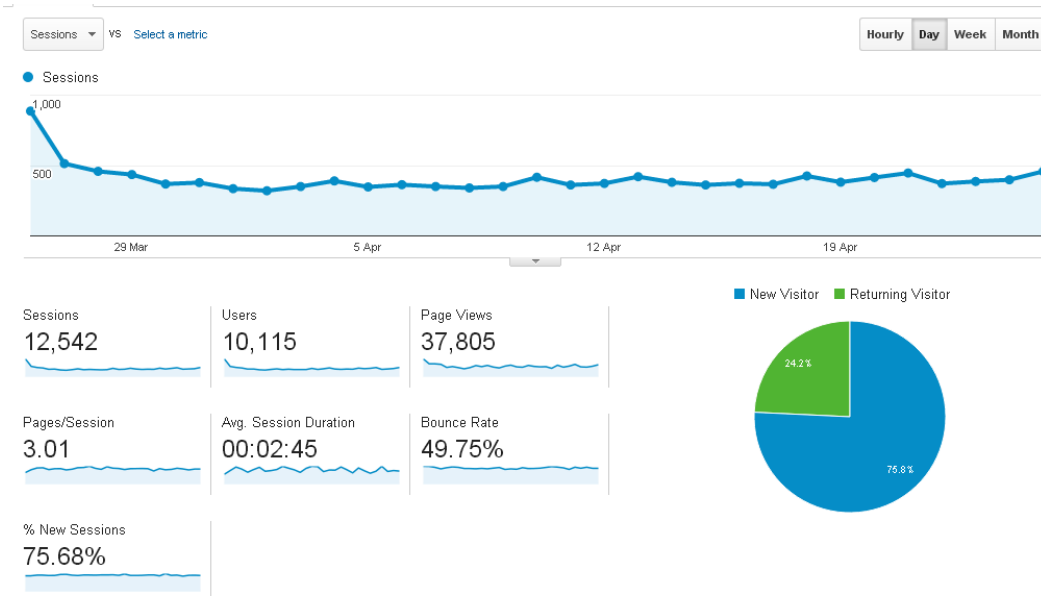 Sessions VS Select a metric Hourly Day Week Month
Sessions
1,000
500
29 Mar 5 Apr 12 Apr 19 Apr
New Visitor Returning Visitor
Sessions Users Page Views
12,542 10,115 37,805
24.2%
Pages/Session Avg. Session Duration Bounce Rate
3.01 00:02:45 49.75%
75.8%
% New Sessions
75.68%